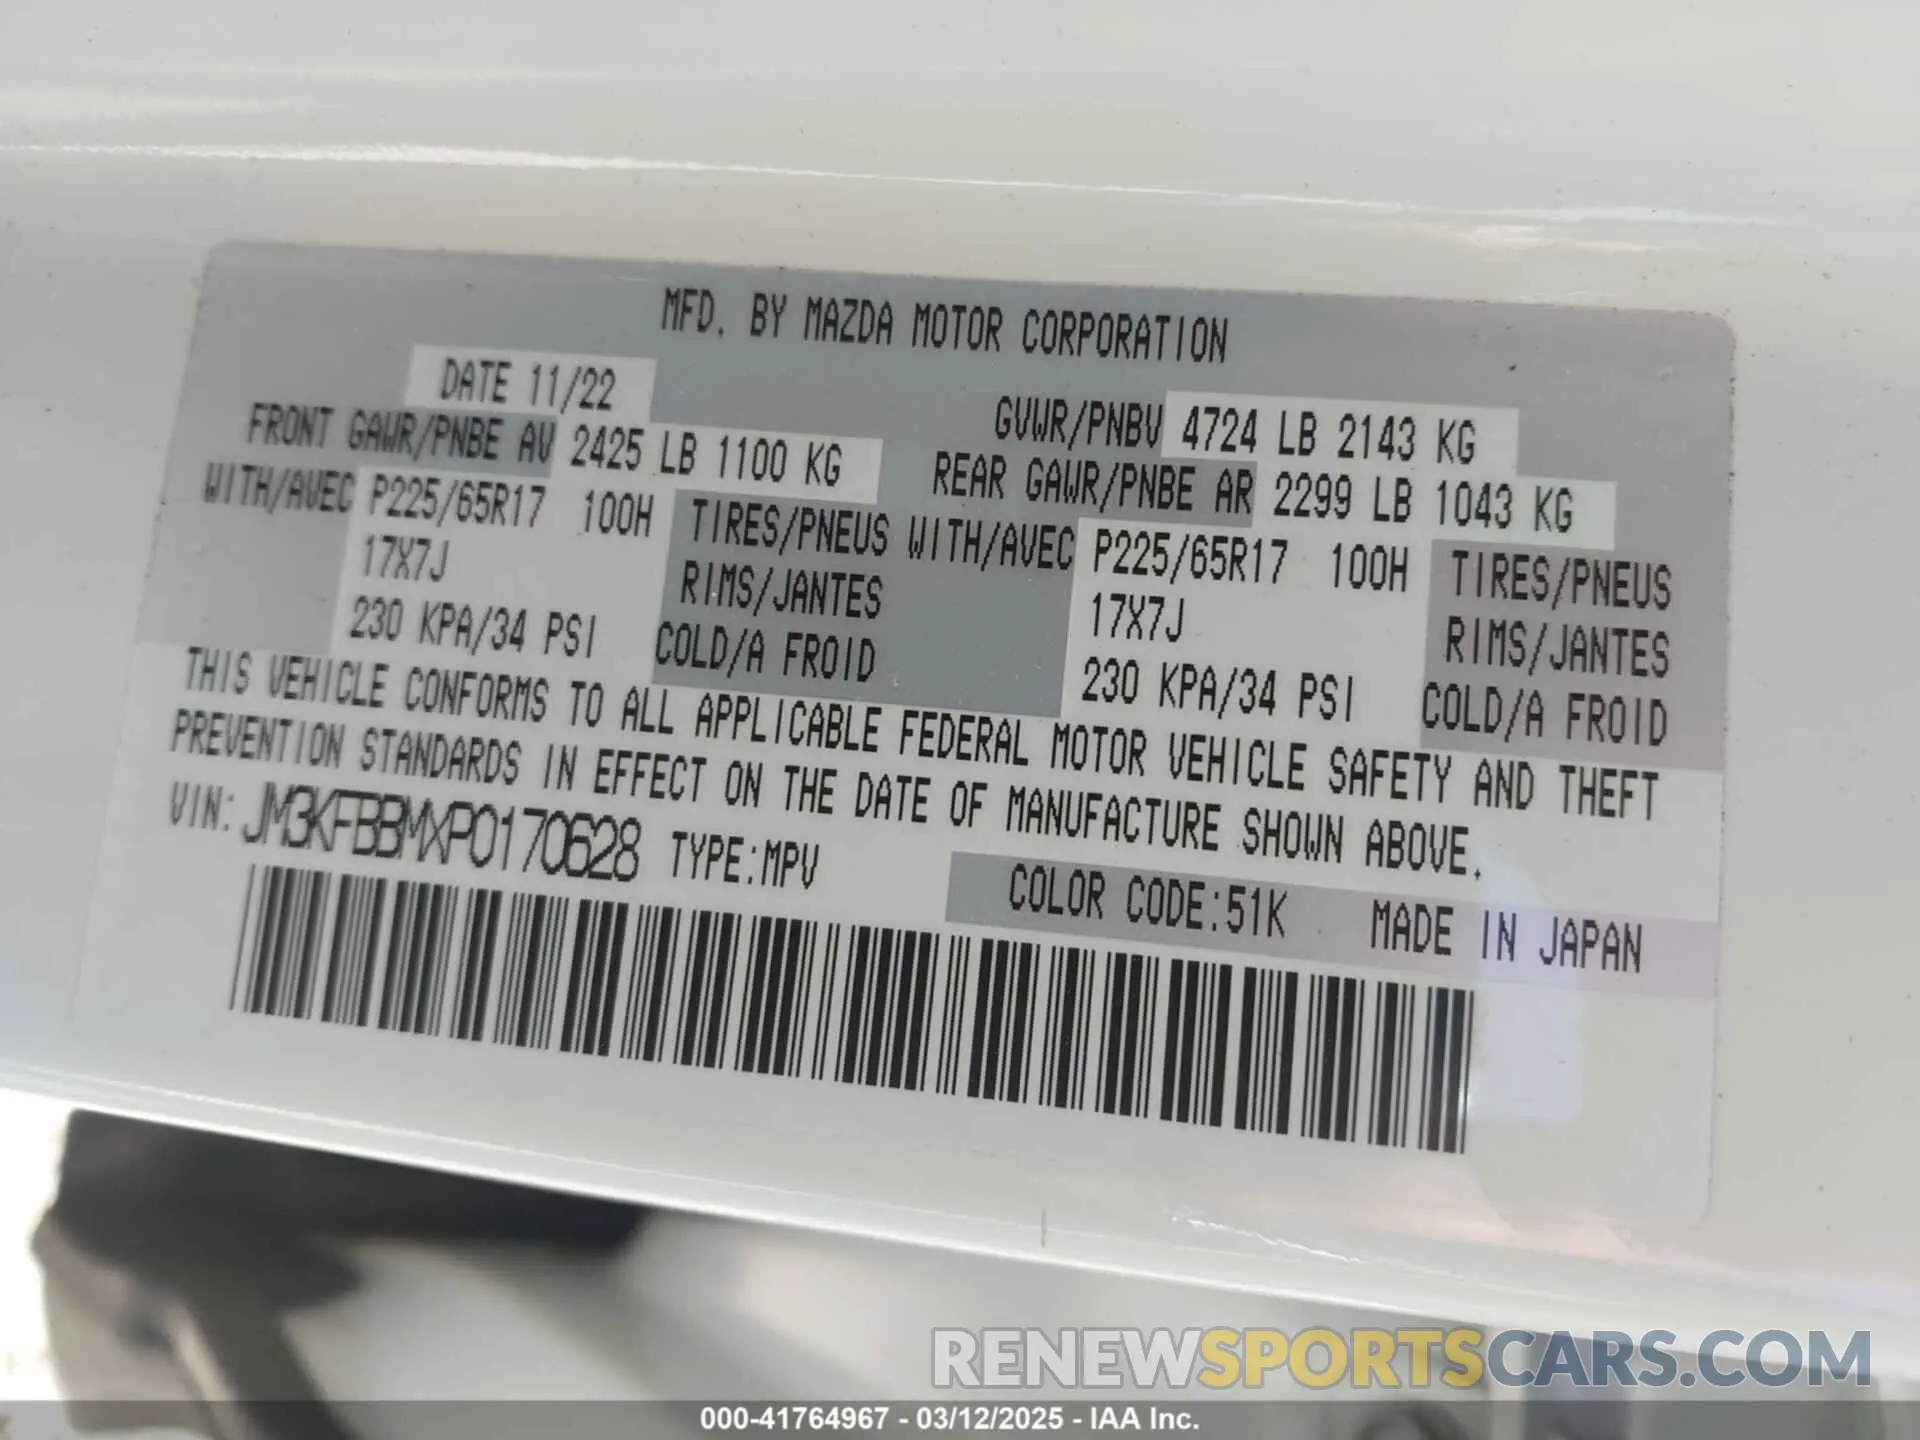 MFD. BY MAZDA MOTOR CORPORATION
DATE 11/22
GVWR/PNBV 4724 LB 2143 KG
FRONT GAWR/PNBE AV 2425 LB 1100 KG
REAR GAWR/PNBE AR 2299 LB 1043 KG
WITH/AVEC P225/65R17 100H TIRES/PNEUS
WITH/AVEC P225/65R17 100H TIRES/PNEUS
17X7J RIMS/JANTES
17X7J RIMS/JANTES
230 KPA/34 PSI COLD/A FROID
230 KPA/34 PSI COLD/A FROID
THIS VEHICLE CONFORMS TO ALL APPLICABLE FEDERAL MOTOR VEHICLE SAFETY AND THEFT
PREVENTION STANDARDS IN EFFECT ON THE DATE OF MANUFACTURE SHOWN ABOVE.
VIN: JM3KFBBMXP0170628 TYPE:MPV
COLOR CODE:51K MADE IN JAPAN
RENEWSPORTSCARS.COM
000-41764967 - 03/12/2025 - IAA Inc.